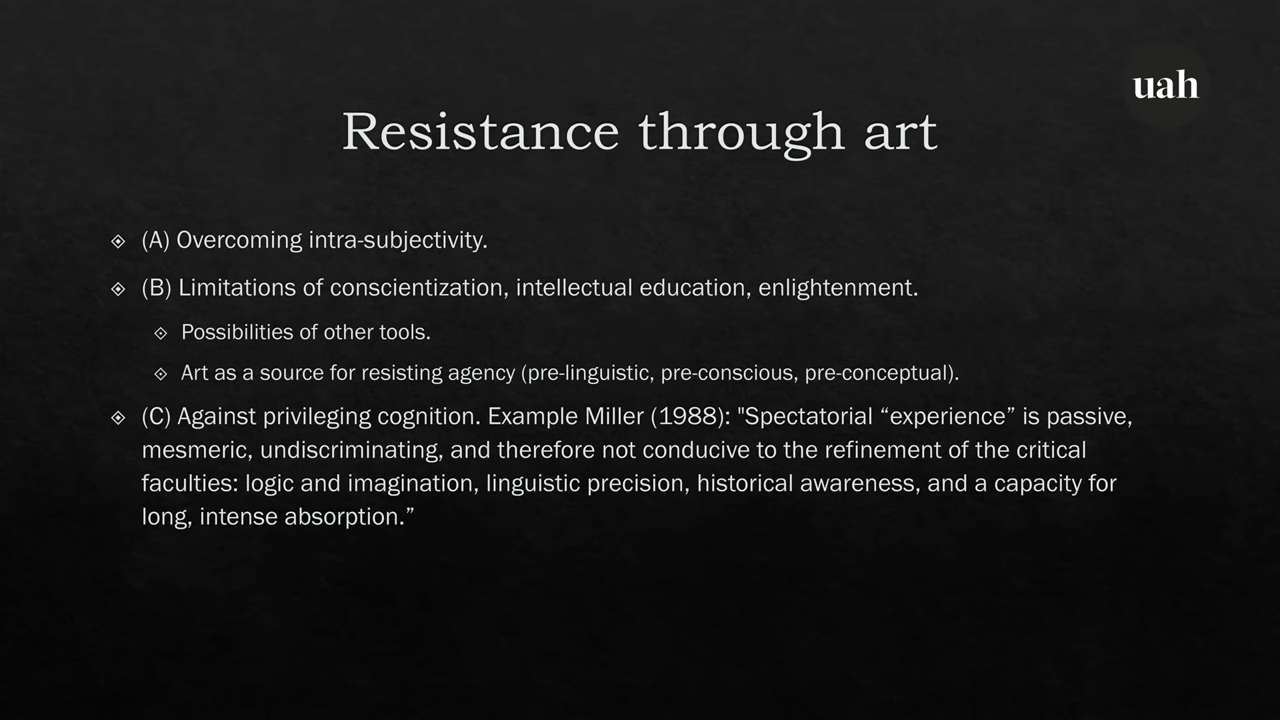 uah
Resistance through art
(A) Overcoming intra-subjectivity.
(B) Limitations of conscientization, intellectual education, enlightenment.
Possibilities of other tools.
Art as a source for resisting agency (pre-linguistic, pre-conscious, pre-conceptual).
(C) Against privileging cognition. Example Miller (1988): "Spectatorial “experience” is passive,
mesmeric, undiscriminating, and therefore not conducive to the refinement of the critical
faculties: logic and imagination, linguistic precision, historical awareness, and a capacity for
long, intense absorption.”